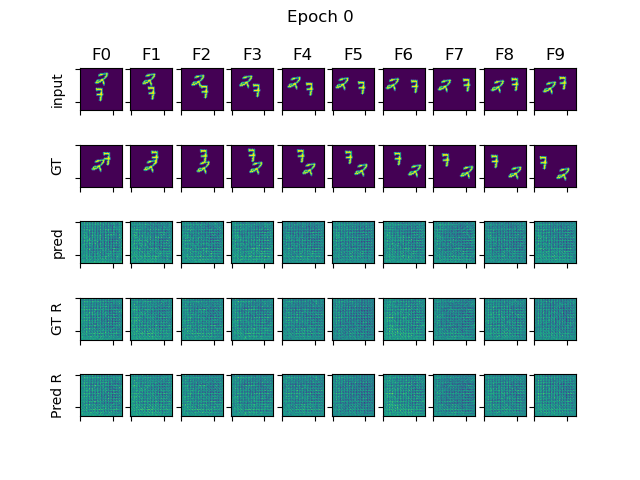 Epoch 0
F0 F1 F2 F3 F4 F5 F6 F7 F8 F9
input
GT
pred
GT R
Pred R